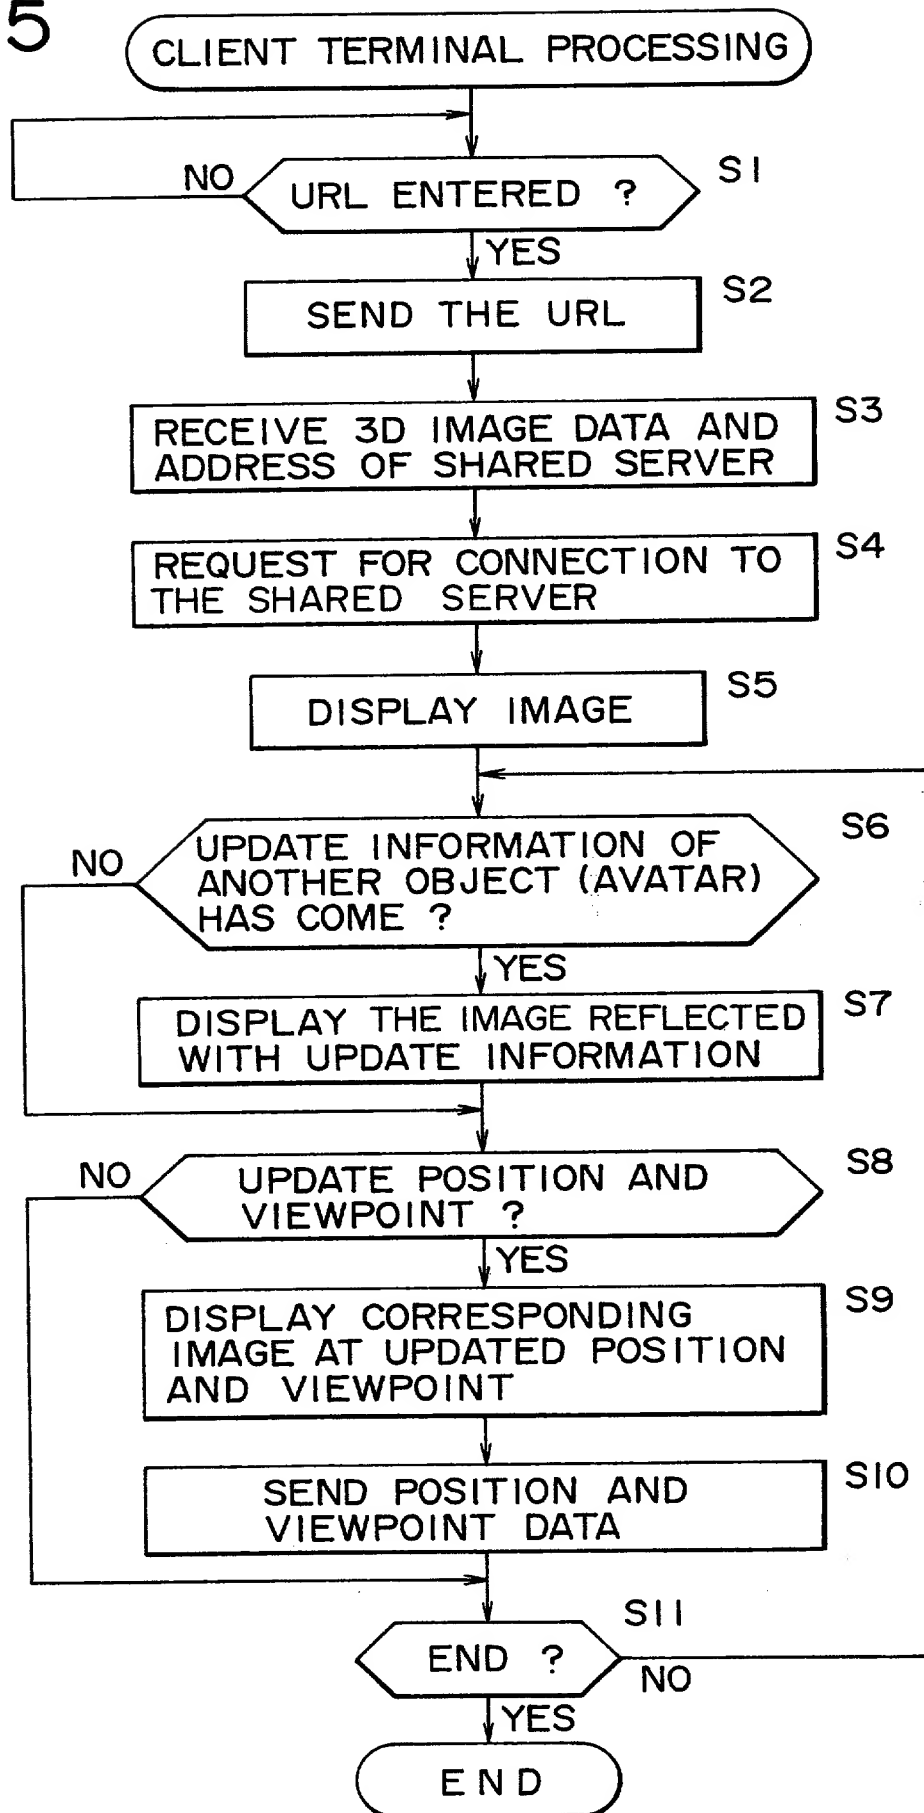 5
CLIENT TERMINAL PROCESSING
NO
URL ENTERED ?
S1
YES
SEND THE URL
S2
RECEIVE 3D IMAGE DATA AND
ADDRESS OF SHARED SERVER
S3
REQUEST FOR CONNECTION TO
THE SHARED SERVER
S4
DISPLAY IMAGE
S5
NO
UPDATE INFORMATION OF
ANOTHER OBJECT (AVATAR)
HAS COME ?
S6
YES
DISPLAY THE IMAGE REFLECTED
WITH UPDATE INFORMATION
S7
NO
UPDATE POSITION AND
VIEWPOINT ?
S8
YES
DISPLAY CORRESPONDING
IMAGE AT UPDATED POSITION
AND VIEWPOINT
S9
SEND POSITION AND
VIEWPOINT DATA
S10
END ?
S11
NO
YES
END